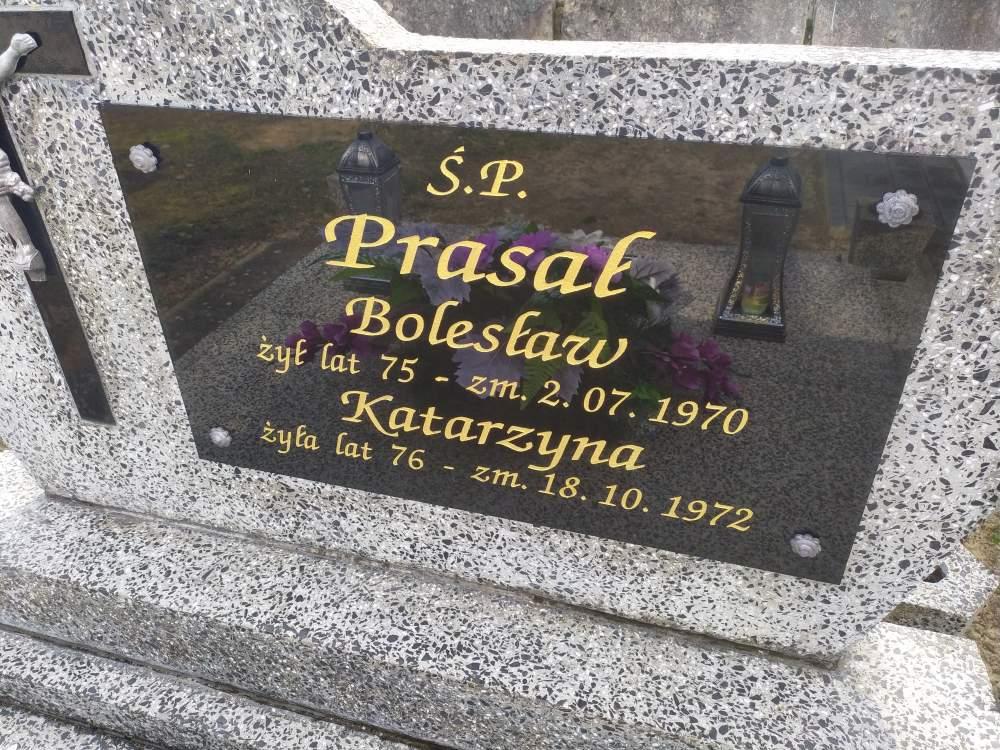 Ś.P.
Prasał
Bolesław
żył lat 75 - zm. 2. 07. 1970
Katarzyna
żyła lat 76 - zm. 18. 10. 1972